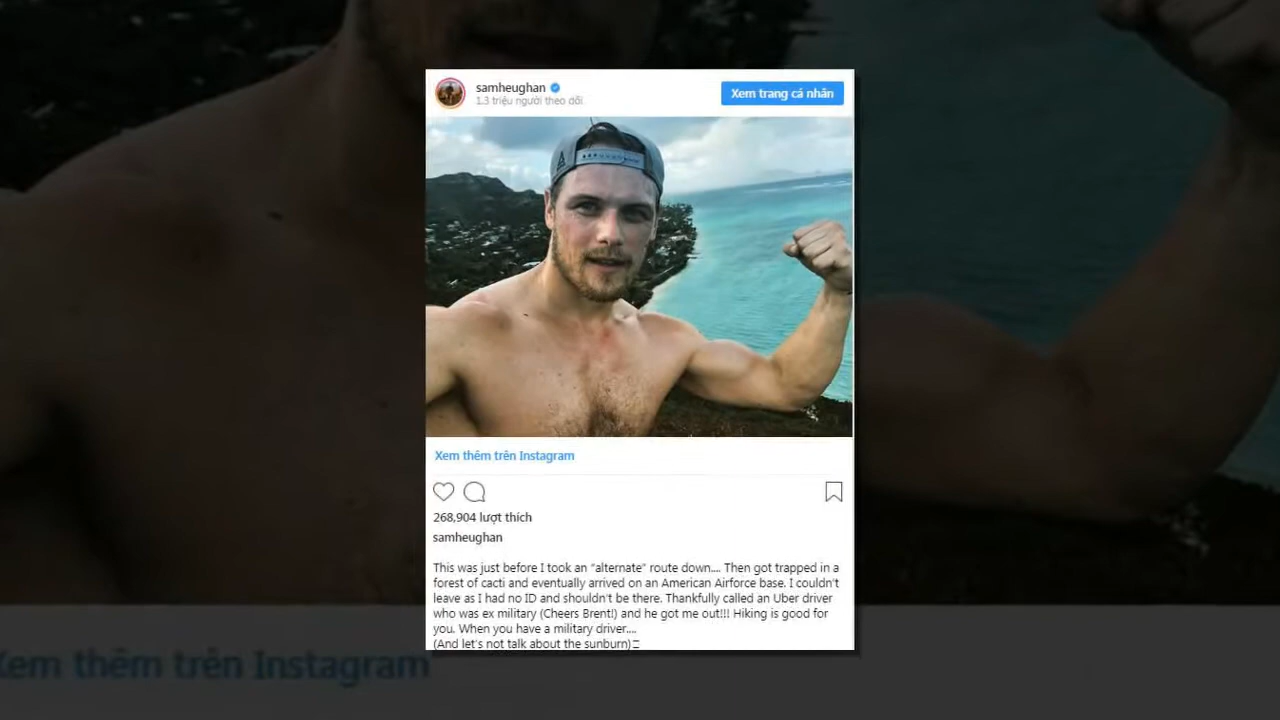 samheughan
1.3 triệu người theo dõi
Xem trang cá nhân
Xem thêm trên Instagram
268,904 lượt thích
samheughan
This was just before I took an "alternate" route down.... Then got trapped in a
forest of cacti and eventually arrived on an American Airforce base. I couldn't
leave as I had no ID and shouldn't be there. Thankfully called an Uber driver
who was ex military (Cheers Brent!) and he got me out!!! Hiking is good for
you. When you have a military driver....
(And let's not talk about the sunburn)
Xem thêm trên Instagram